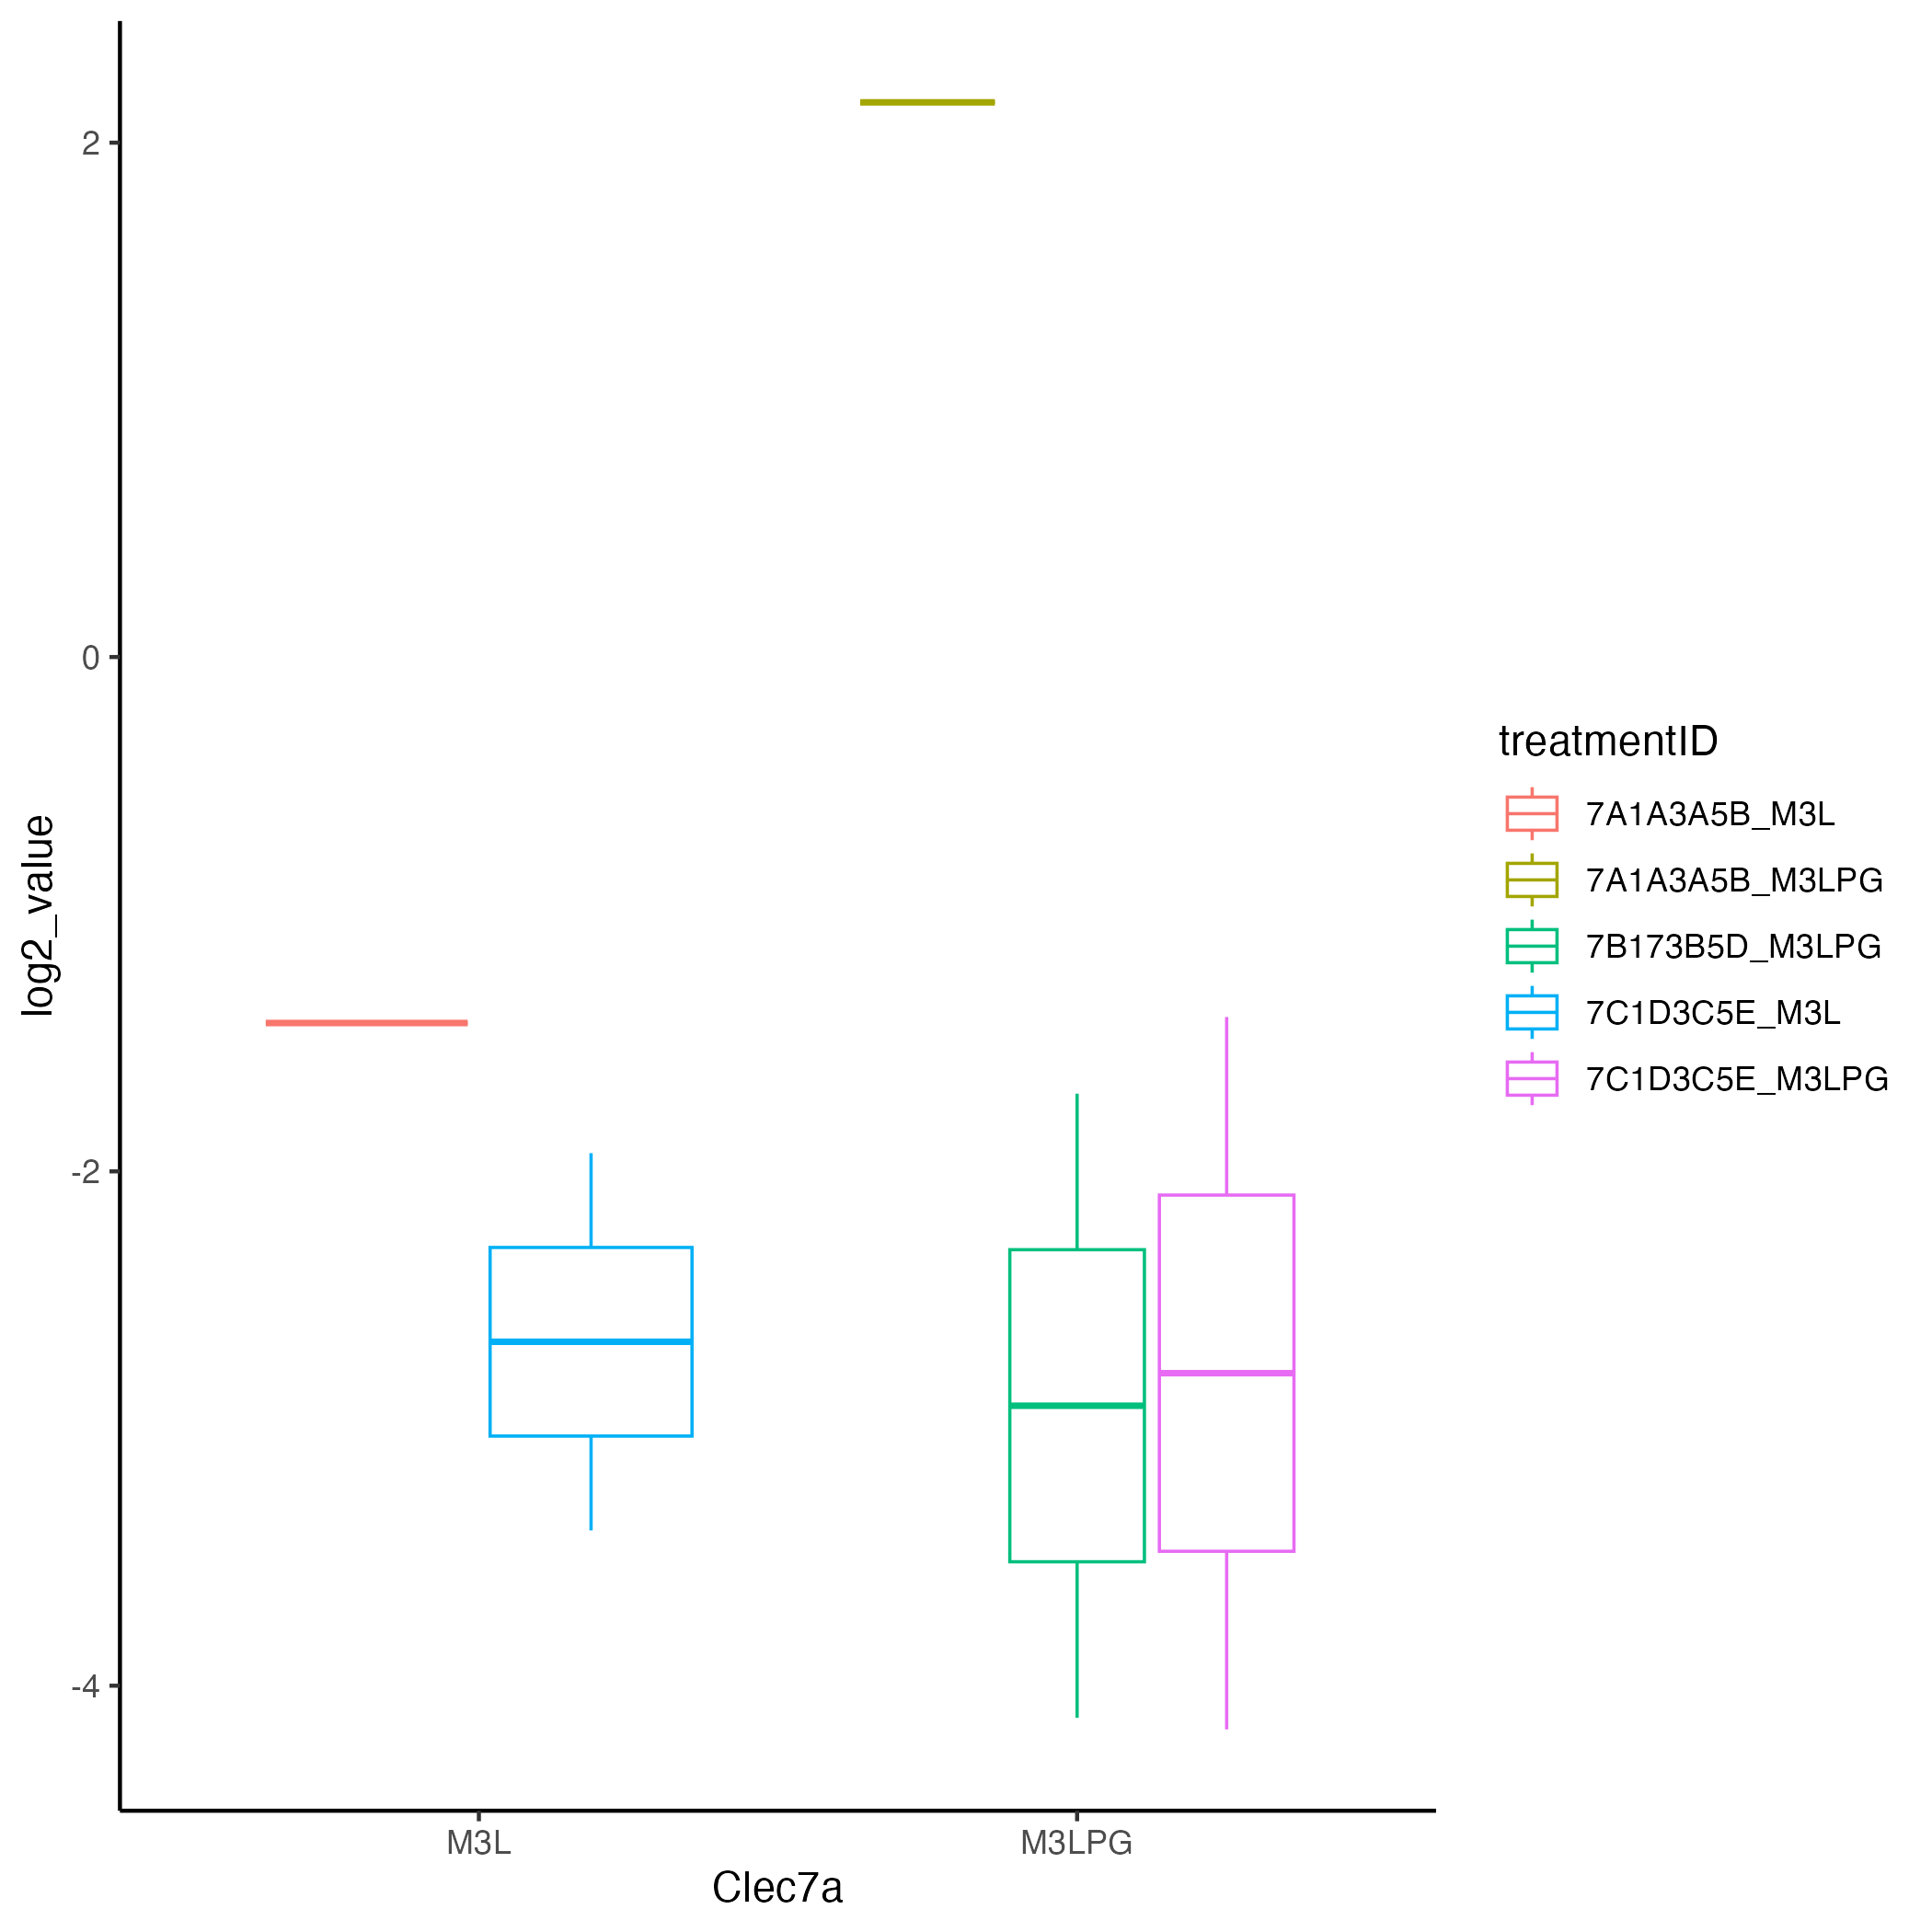 log2_value
2
0
-2
-4
M3L
M3LPG
Clec7a
treatmentID
7A1A3A5B_M3L
7A1A3A5B_M3LPG
7B173B5D_M3LPG
7C1D3C5E_M3L
7C1D3C5E_M3LPG